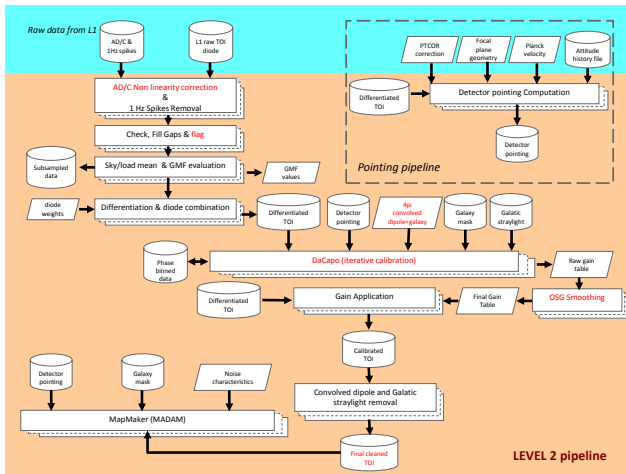 Raw data from L1
AD/C &
1Hz spikes
L1 raw TOI
diode
PTCOR
correction
Focal
plane
geometry
Planck
velocity
Attitude
history file
AD/C Non linearity correction
&
1 Hz Spikes Removal
Differentiated
TOI
Detector pointing Computation
Check, Fill Gaps & flag
Detector
pointing
Pointing pipeline
Subsampled
data
Sky/load mean & GMF evaluation
GMF
values
diode
weights
Differentiation & diode combination
Differentiated
TOI
Detector
pointing
4pi
convolved
dipole+galaxy
Galaxy
mask
Galatic
straylight
Phase
binned
data
DaCapo (iterative calibration)
Raw gain
table
Differentiated
TOI
Gain Application
Final Gain
Table
OSG Smoothing
Calibrated
TOI
Detector
pointing
Galaxy
mask
Noise
characteristics
Convolved dipole and Galatic
straylight removal
MapMaker (MADAM)
Final cleaned
TOI
LEVEL 2 pipeline